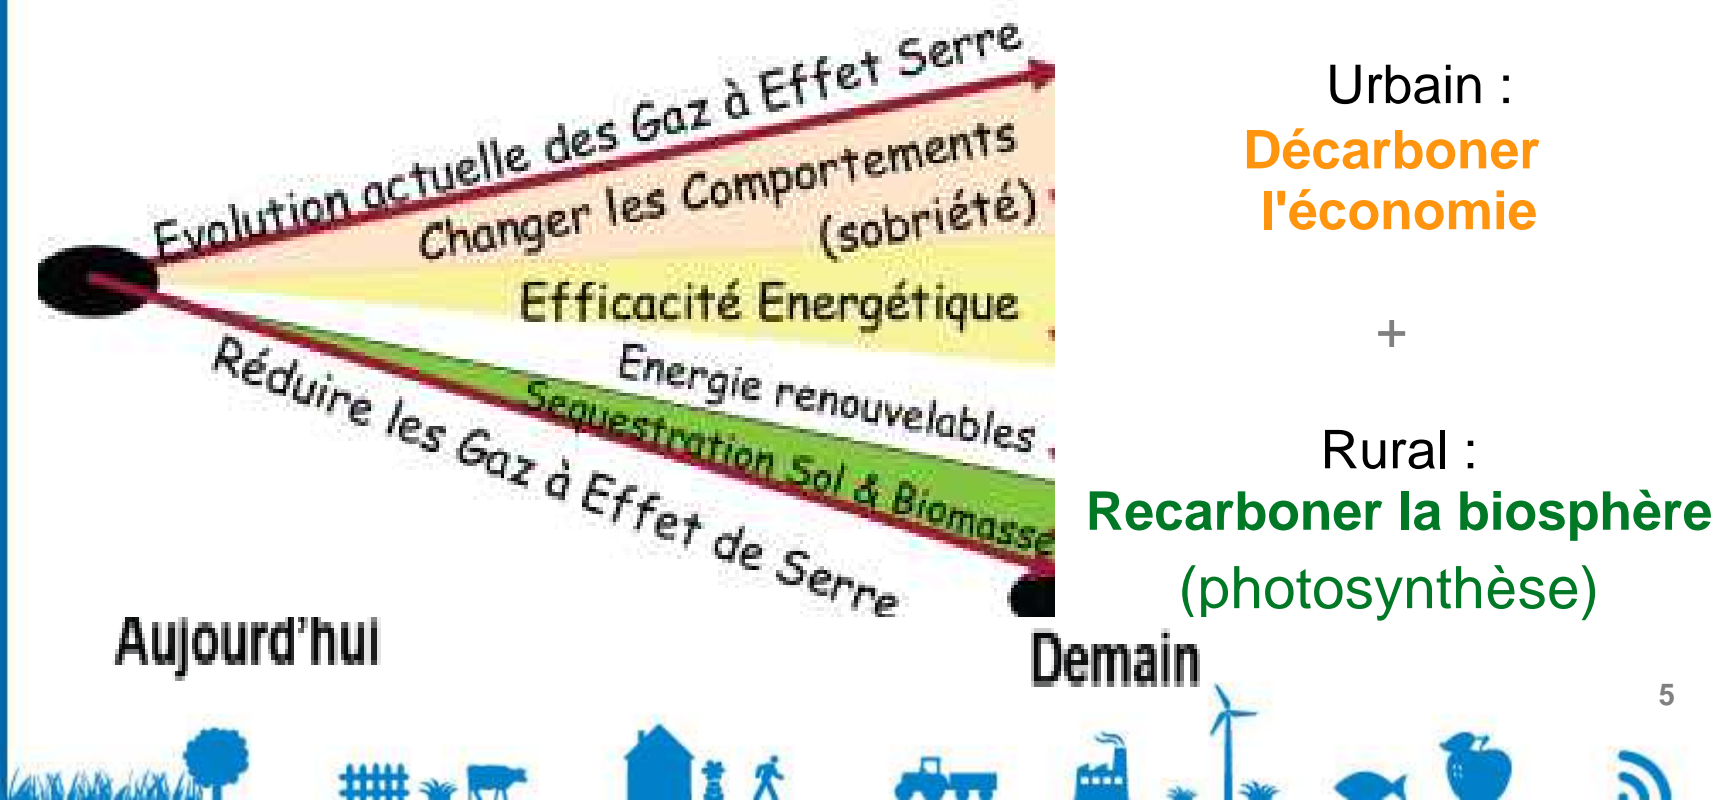 Evolution actuelle des Gaz à Effet Serre
Changer les Comportements
(sobriété)
Efficacité Energétique
Energie renouvelables
Sequestration Sol & Biomasse
Réduire les Gaz à Effet de Serre
Aujourd'hui
Demain
Urbain :
Décarboner
l'économie
+
Rural :
Recarboner la biosphère
(photosynthèse)
5